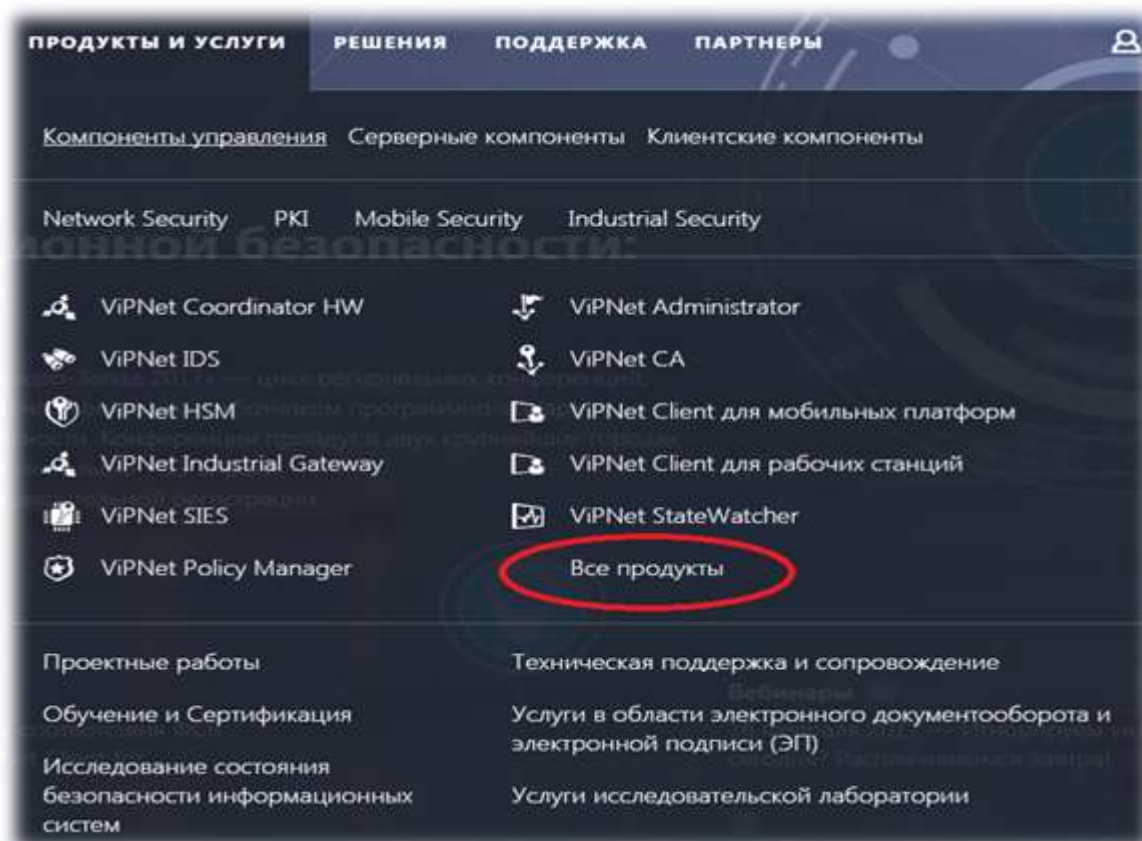 ПРОДУКТЫ И УСЛУГИ РЕШЕНИЯ ПОДДЕРЖКА ПАРТНЕРЫ
Компоненты управления Серверные компоненты Клиентские компоненты
Network Security PKI Mobile Security Industrial Security
ионной безопасности:
ViPNet Coordinator HW
ViPNet Administrator
ViPNet IDS
ViPNet CA
ViPNet HSM
ViPNet Client для мобильных платформ
ViPNet Industrial Gateway
ViPNet Client для рабочих станций
ViPNet SIES
ViPNet StateWatcher
ViPNet Policy Manager
Все продукты
Проектные работы
Техническая поддержка и сопровождение
Вебинары
Обучение и Сертификация
Услуги в области электронного документооборота и
электронной подписи (ЭП)
Исследование состояния
безопасности информационных
систем
Услуги исследовательской лаборатории